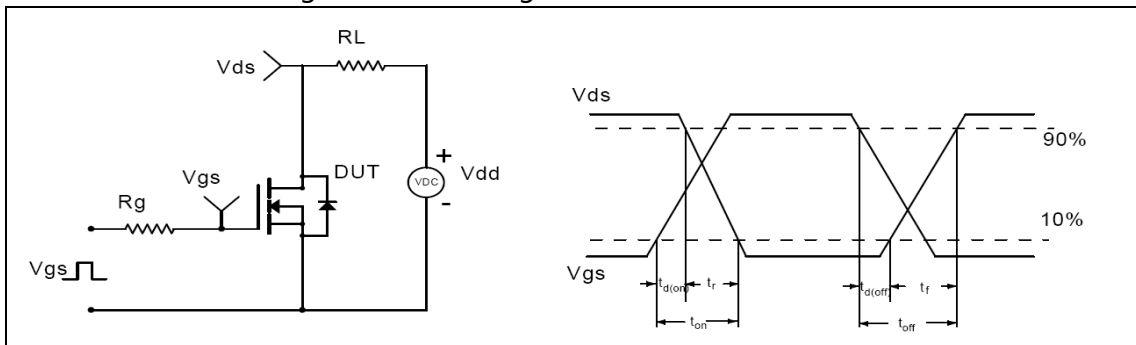 RL
Vds
Vds
90%
+
Vgs
DUT
VDC
Vdd
Rg
-
10%
Vgs
Vgs
td(on)
tr
td(off)
tf
ton
toff